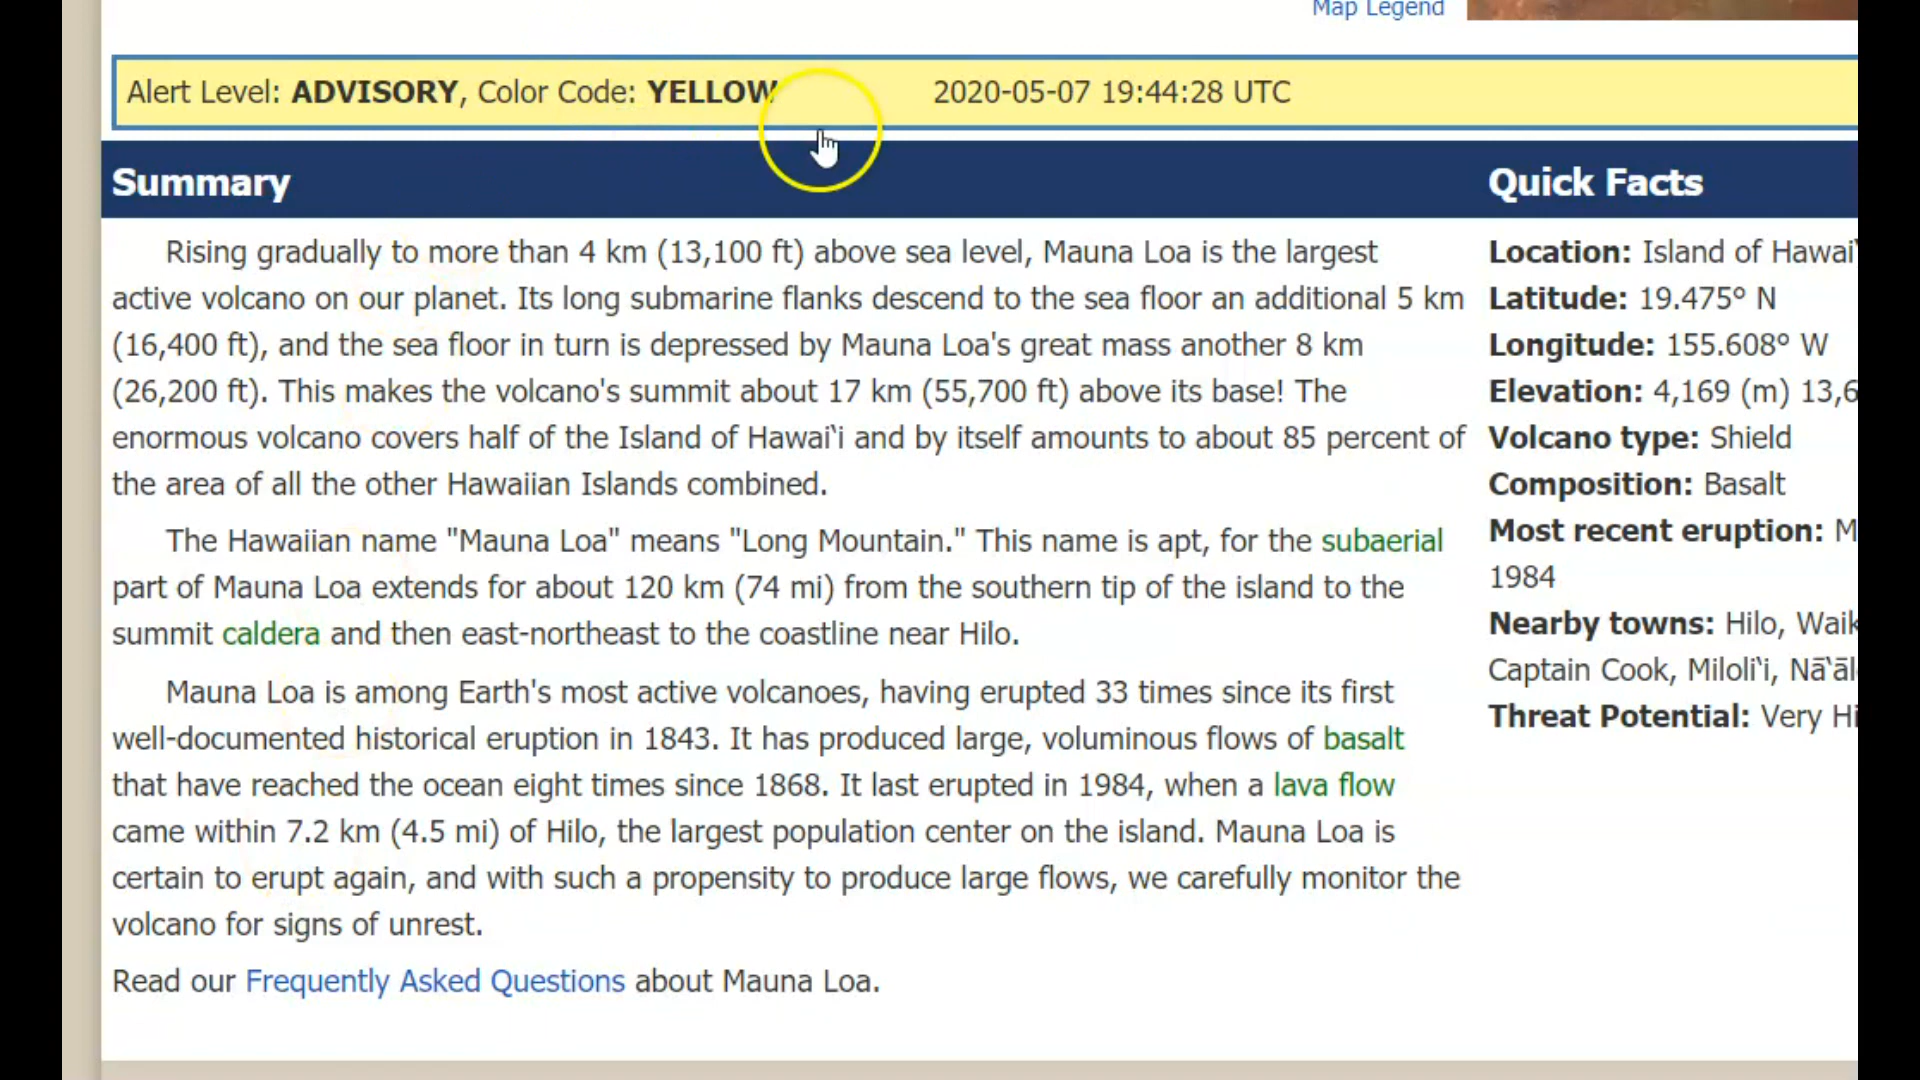 Map Legend
Alert Level: ADVISORY, Color Code: YELLOW 2020-05-07 19:44:28 UTC
Summary
Rising gradually to more than 4 km (13,100 ft) above sea level, Mauna Loa is the largest
active volcano on our planet. Its long submarine flanks descend to the sea floor an additional 5 km
(16,400 ft), and the sea floor in turn is depressed by Mauna Loa's great mass another 8 km
(26,200 ft). This makes the volcano's summit about 17 km (55,700 ft) above its base! The
enormous volcano covers half of the Island of Hawai‘i and by itself amounts to about 85 percent of
the area of all the other Hawaiian Islands combined.
The Hawaiian name "Mauna Loa" means "Long Mountain." This name is apt, for the subaerial
part of Mauna Loa extends for about 120 km (74 mi) from the southern tip of the island to the
summit caldera and then east-northeast to the coastline near Hilo.
Mauna Loa is among Earth's most active volcanoes, having erupted 33 times since its first
well-documented historical eruption in 1843. It has produced large, voluminous flows of basalt
that have reached the ocean eight times since 1868. It last erupted in 1984, when a lava flow
came within 7.2 km (4.5 mi) of Hilo, the largest population center on the island. Mauna Loa is
certain to erupt again, and with such a propensity to produce large flows, we carefully monitor the
volcano for signs of unrest.
Read our Frequently Asked Questions about Mauna Loa.
Quick Facts
Location: Island of Hawai‘
Latitude: 19.475° N
Longitude: 155.608° W
Elevation: 4,169 (m) 13,6
Volcano type: Shield
Composition: Basalt
Most recent eruption: M
1984
Nearby towns: Hilo, Waik
Captain Cook, Miloli‘i, Nā‘āl
Threat Potential: Very Hi